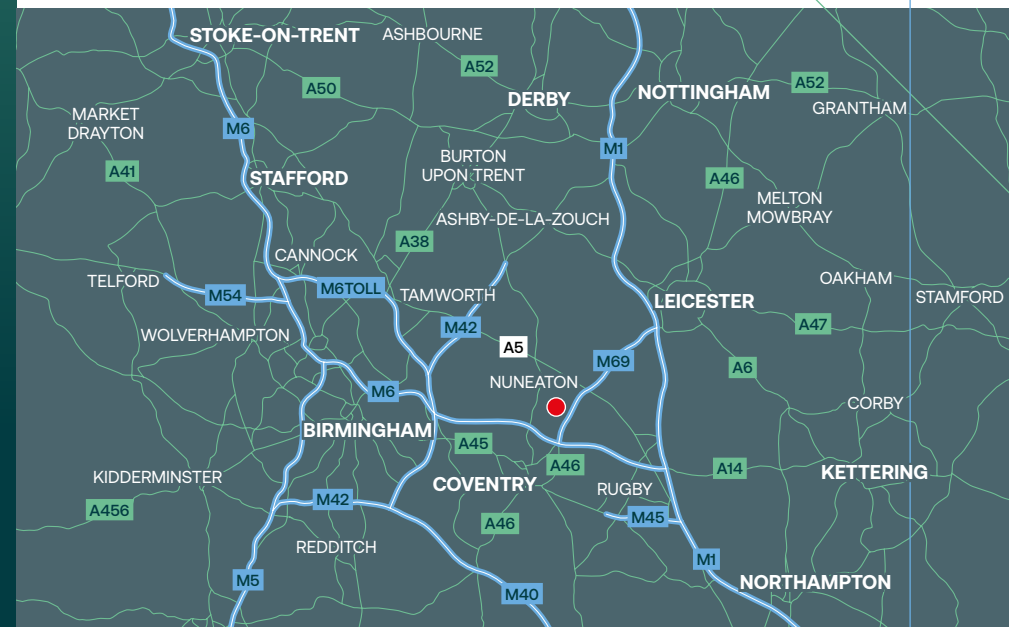 STOKE-ON-TRENT
ASHBOURNE
A52
A50
DERBY
NOTTINGHAM
A52
GRANTHAM
MARKET
DRAYTON
M6
M1
A41
BURTON
UPON TRENT
STAFFORD
A46
MELTON
MOWBRAY
ASHBY-DE-LA-ZOUCH
A38
CANNOCK
TELFORD
M54
M6TOLL
TAMWORTH
OAKHAM
STAMFORD
LEICESTER
WOLVERHAMPTON
M42
A47
A5
M69
A6
NUNEATON
M6
CORBY
BIRMINGHAM
A45
A46
A14
KETTERING
KIDDERMINSTER
COVENTRY
RUGBY
A456
M42
A46
M45
REDDITCH
M1
M5
M40
NORTHAMPTON